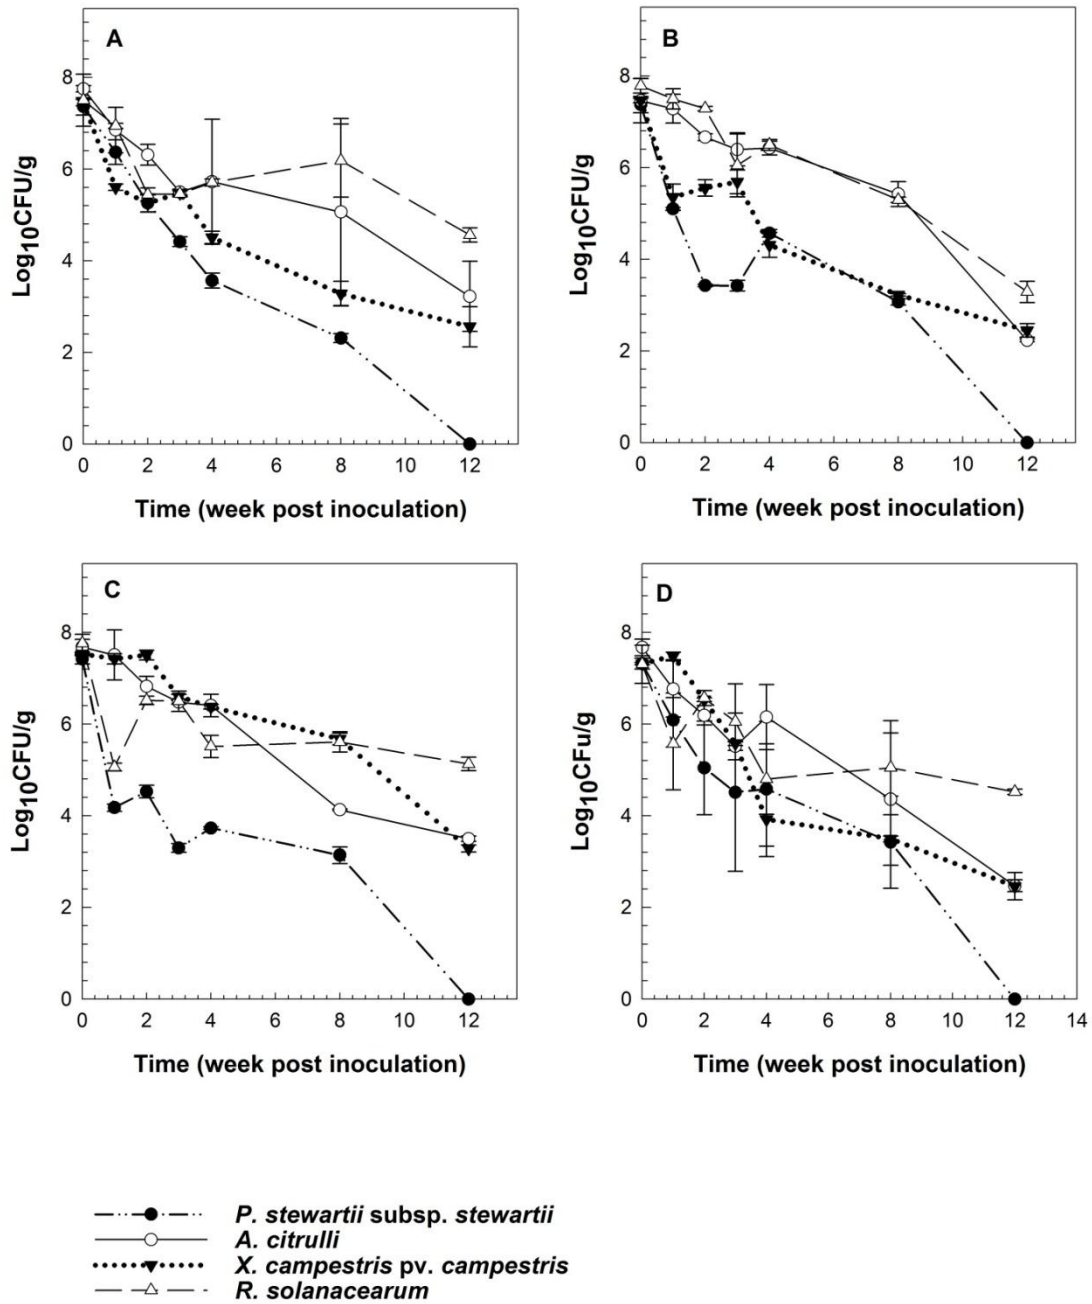 A
8
6
4
2
0
0 2 4 6 8 10 12
Log10CFU/g
Time (week post inoculation)
B
8
6
4
2
0
0 2 4 6 8 10 12
Log10CFU/g
Time (week post inoculation)
C
8
6
4
2
0
0 2 4 6 8 10 12
Log10CFU/g
Time (week post inoculation)
D
8
6
4
2
0
0 2 4 6 8 10 12 14
Log10CFu/g
Time (week post inoculation)
P. stewartii subsp. stewartii
A. citrulli
X. campestris pv. campestris
R. solanacearum